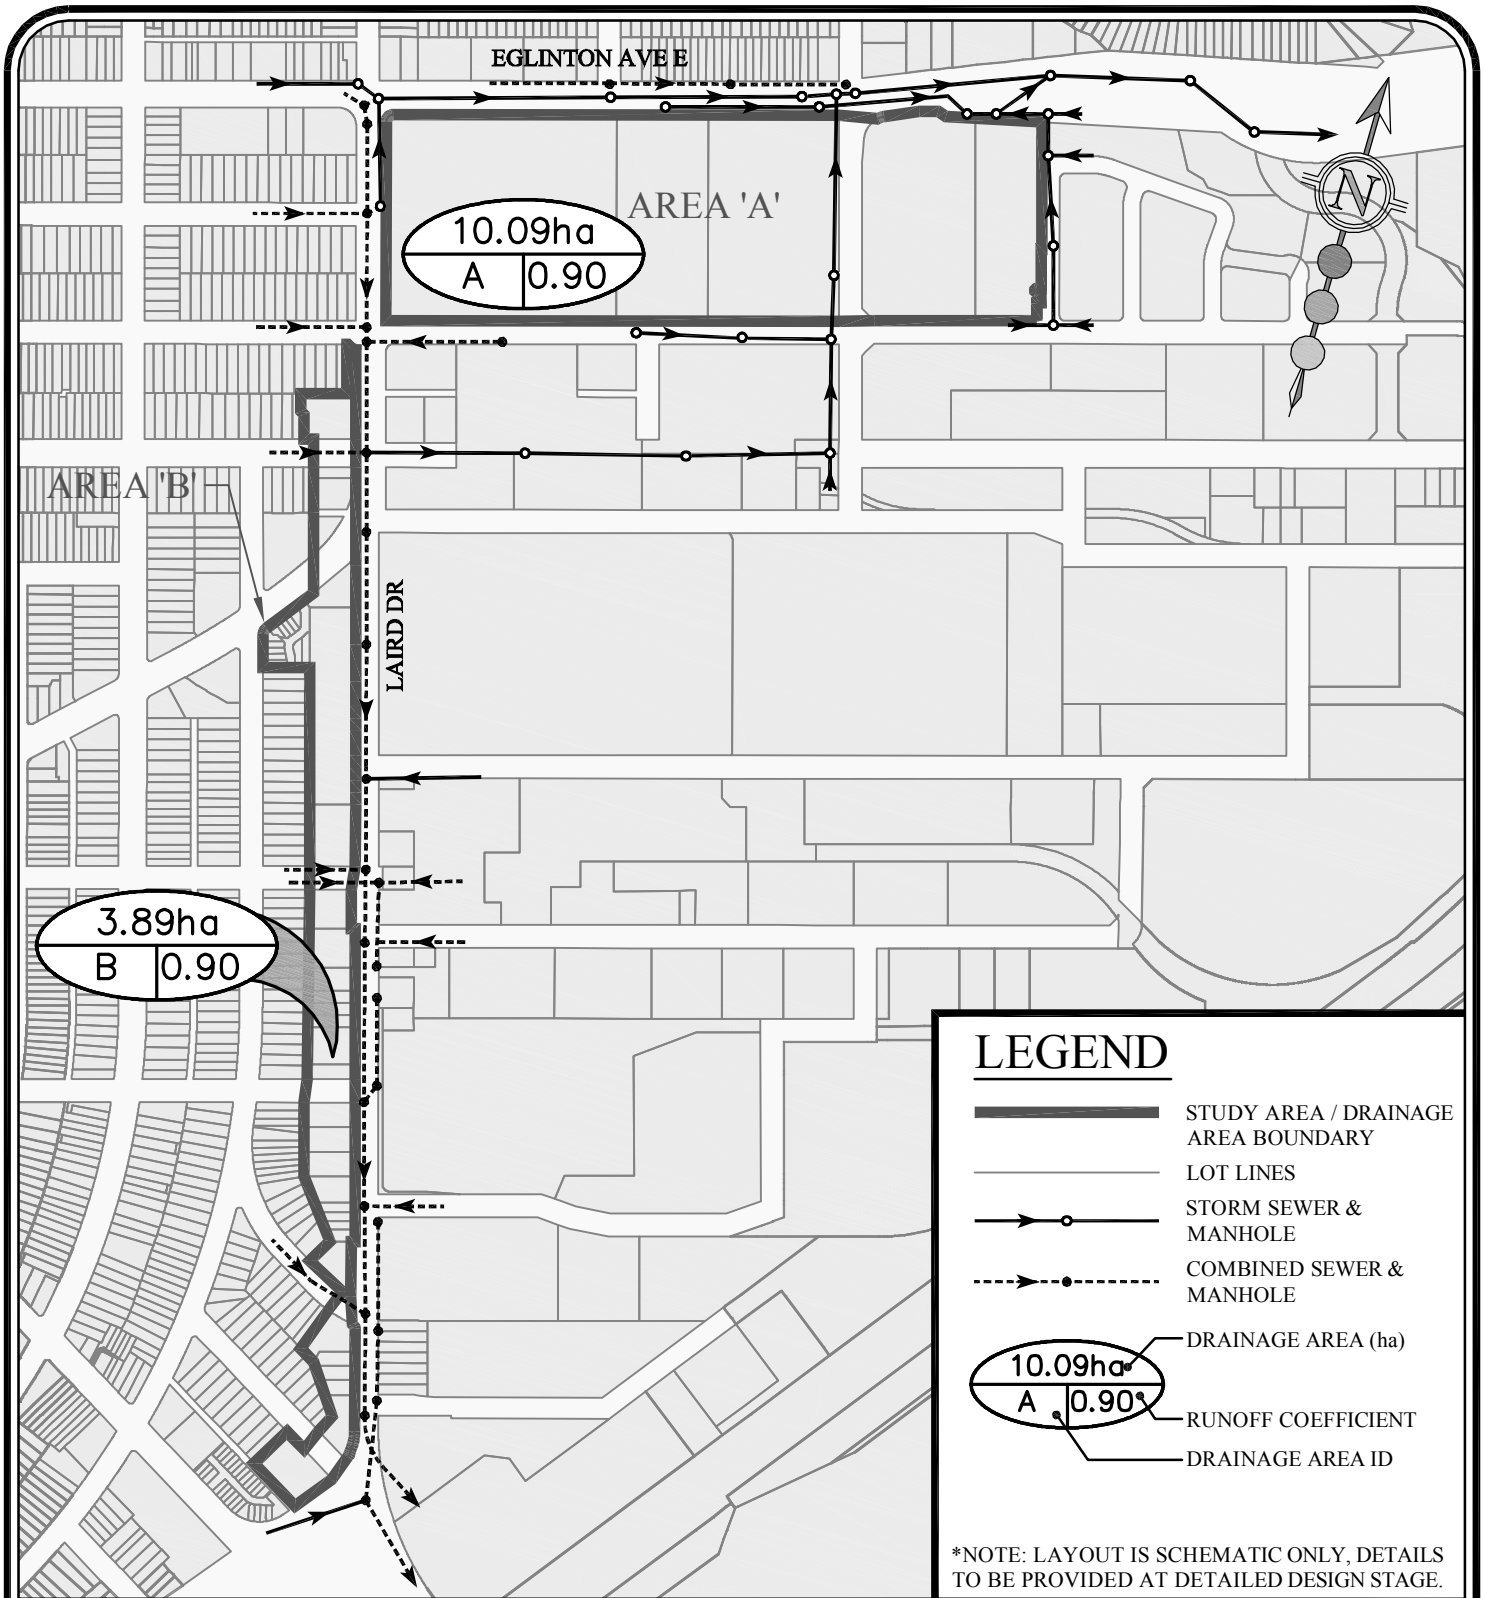 EGLINTON AVE E
AREA 'A'
10.09ha
A 0.90
N
AREA 'B'
LAIRD DR
3.89ha
B 0.90
LEGEND
STUDY AREA / DRAINAGE
AREA BOUNDARY
LOT LINES
STORM SEWER &
MANHOLE
COMBINED SEWER &
MANHOLE
DRAINAGE AREA (ha)
10.09ha
A 0.90
RUNOFF COEFFICIENT
DRAINAGE AREA ID
*NOTE: LAYOUT IS SCHEMATIC ONLY, DETAILS
TO BE PROVIDED AT DETAILED DESIGN STAGE.